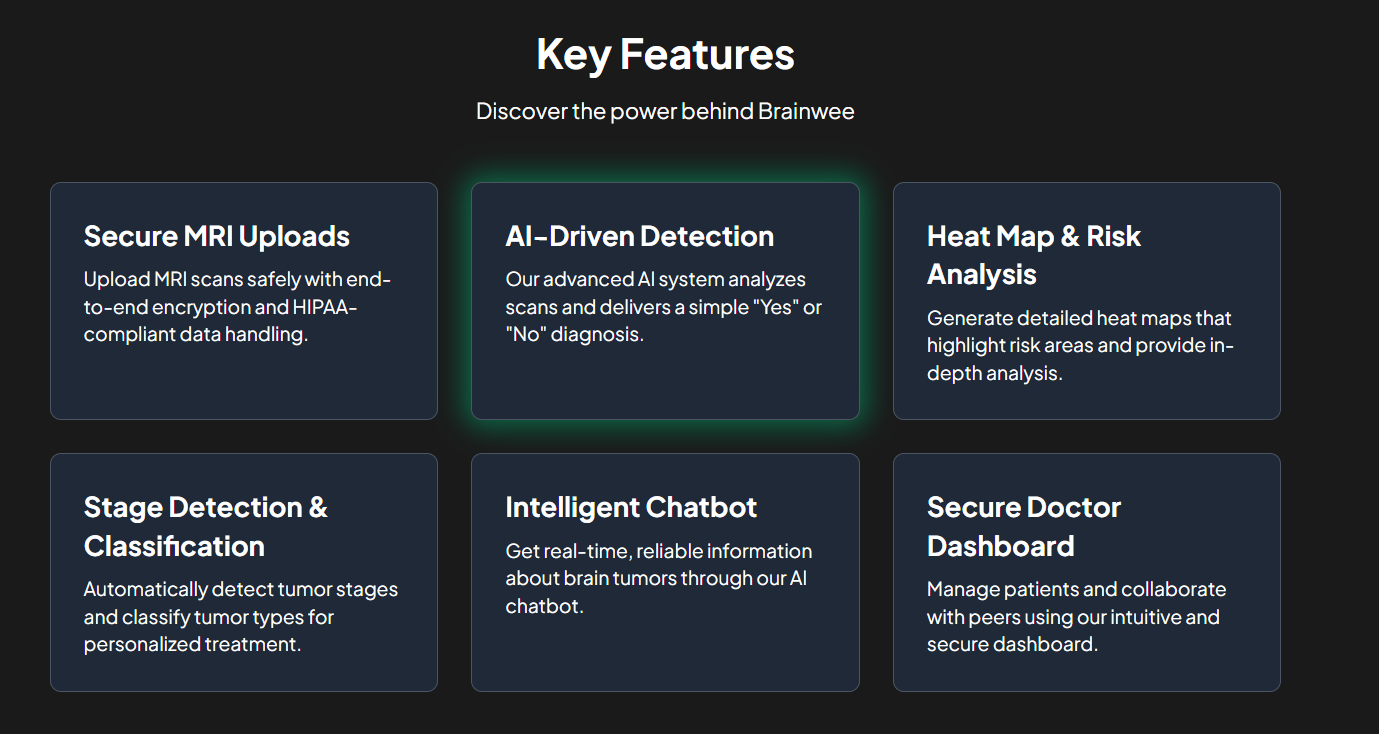 Key Features
Discover the power behind Brainwee
Secure MRI Uploads
Upload MRI scans safely with end-
to-end encryption and HIPAA-
compliant data handling.
AI-Driven Detection
Our advanced AI system analyzes
scans and delivers a simple "Yes" or
"No" diagnosis.
Heat Map & Risk
Analysis
Generate detailed heat maps that
highlight risk areas and provide in-
depth analysis.
Stage Detection &
Classification
Automatically detect tumor stages
and classify tumor types for
personalized treatment.
Intelligent Chatbot
Get real-time, reliable information
about brain tumors through our AI
chatbot.
Secure Doctor
Dashboard
Manage patients and collaborate
with peers using our intuitive and
secure dashboard.